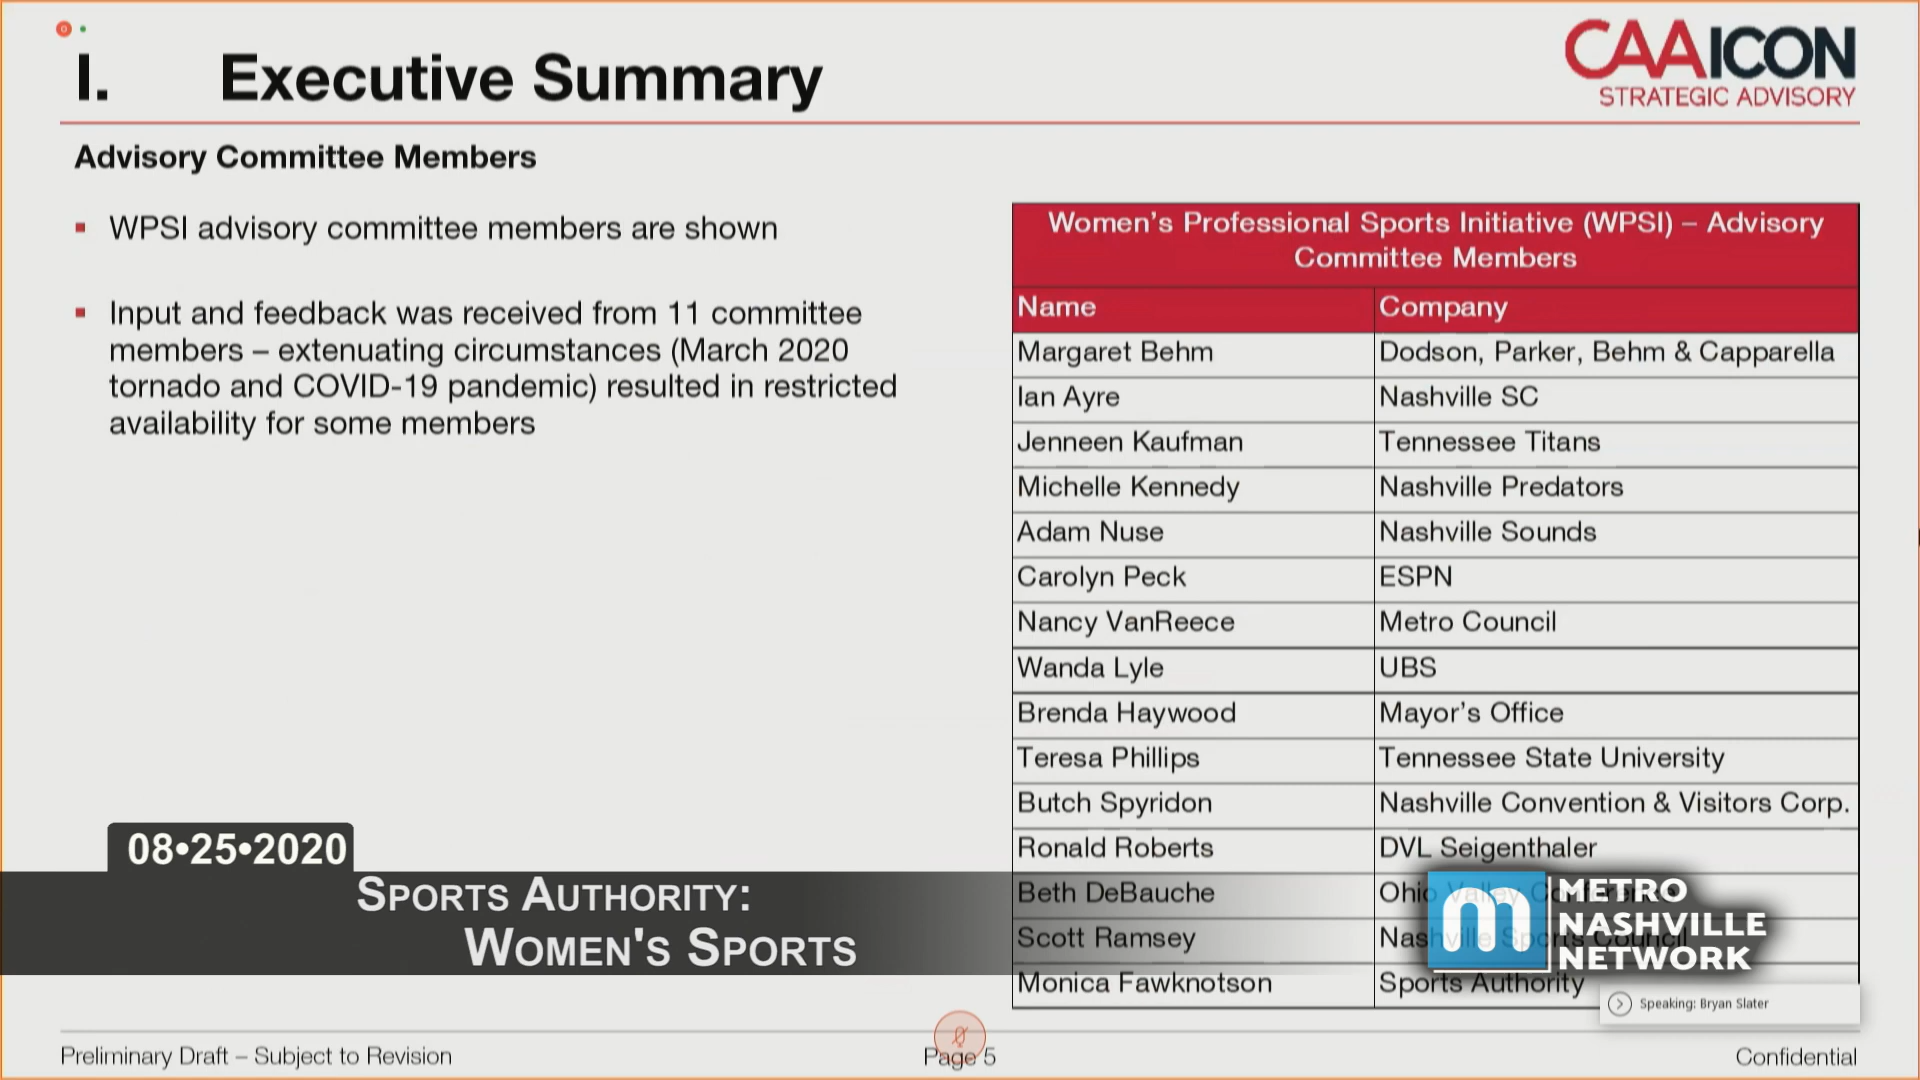 I. Executive Summary
CAAICON
STRATEGIC ADVISORY
Advisory Committee Members
▪ WPSI advisory committee members are shown
▪ Input and feedback was received from 11 committee
members – extenuating circumstances (March 2020
tornado and COVID-19 pandemic) resulted in restricted
availability for some members
Women’s Professional Sports Initiative (WPSI) – Advisory
Committee Members
Name Company
Margaret Behm Dodson, Parker, Behm & Capparella
Ian Ayre Nashville SC
Jenneen Kaufman Tennessee Titans
Michelle Kennedy Nashville Predators
Adam Nuse Nashville Sounds
Carolyn Peck ESPN
Nancy VanReece Metro Council
Wanda Lyle UBS
Brenda Haywood Mayor’s Office
Teresa Phillips Tennessee State University
Butch Spyridon Nashville Convention & Visitors Corp.
Ronald Roberts DVL Seigenthaler
Beth DeBauche Ohio Valley Conference
Scott Ramsey Nashville Sports Council
Monica Fawknotson Sports Authority
08•25•2020
SPORTS AUTHORITY:
WOMEN'S SPORTS
m METRO
NASHVILLE
NETWORK
Speaking: Bryan Slater
Preliminary Draft – Subject to Revision Page 5 Confidential